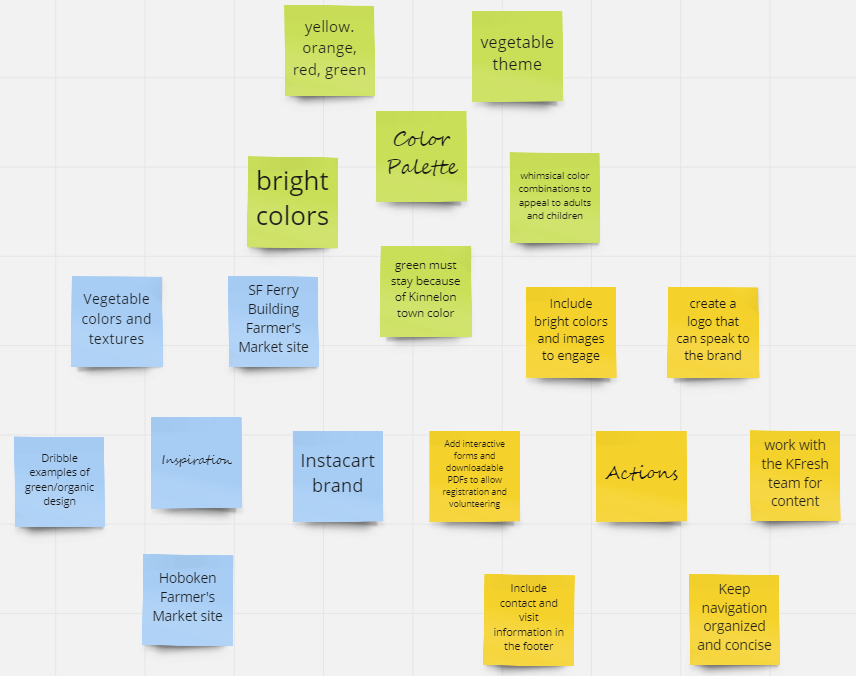 yellow.
orange,
red, green
vegetable
theme
Color
Palette
bright
colors
whimsical color
combinations to
appeal to adults
and children
green must
stay because
of Kinnelon
town color
Vegetable
colors and
textures
SF Ferry
Building
Farmer's
Market site
Include
bright colors
and images
to engage
create a
logo that
can speak to
the brand
Dribble
examples of
green/organic
design
Inspiration
Instacart
brand
Add interactive
forms and
downloadable
PDFs to allow
registration and
volunteering
Actions
work with
the KFresh
team for
content
Hoboken
Farmer's
Market site
Include
contact and
visit
information in
the footer
Keep
navigation
organized
and concise